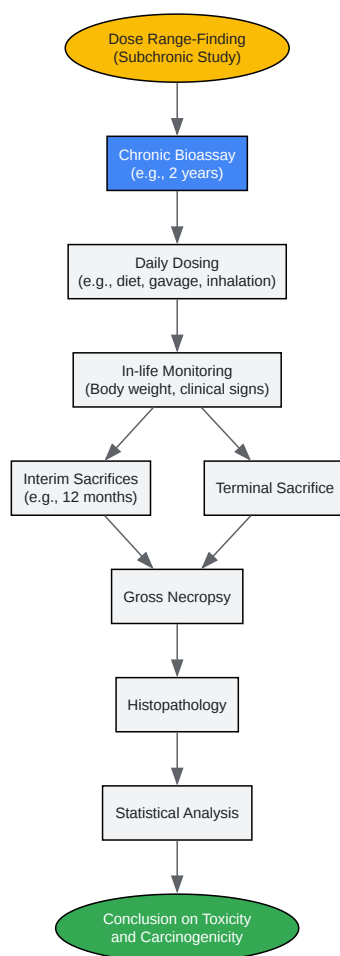 Dose Range-Finding
(Subchronic Study)
Chronic Bioassay
(e.g., 2 years)
Daily Dosing
(e.g., diet, gavage, inhalation)
In-life Monitoring
(Body weight, clinical signs)
Interim Sacrifices
(e.g., 12 months)
Terminal Sacrifice
Gross Necropsy
Histopathology
Statistical Analysis
Conclusion on Toxicity
and Carcinogenicity